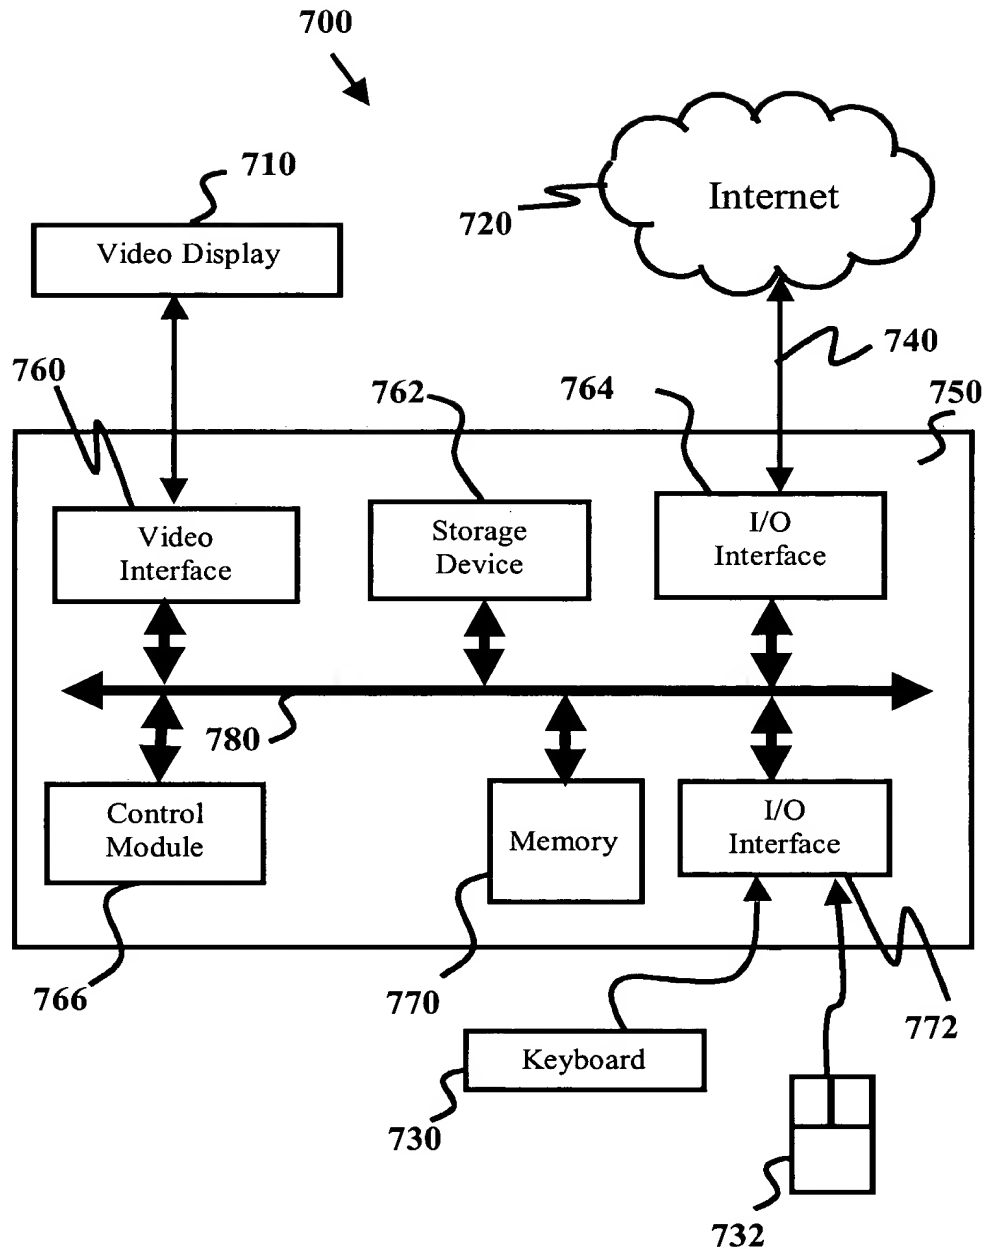 700
710
Internet
720
Video Display
740
760
762
764
750
Video
Interface
Storage
Device
I/O
Interface
780
Control
Module
Memory
I/O
Interface
766
770
772
Keyboard
730
732